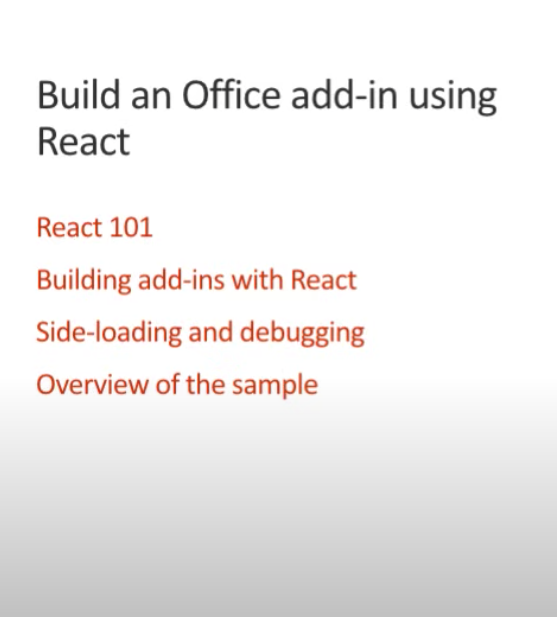 Build an Office add-in using
React
React 101
Building add-ins with React
Side-loading and debugging
Overview of the sample